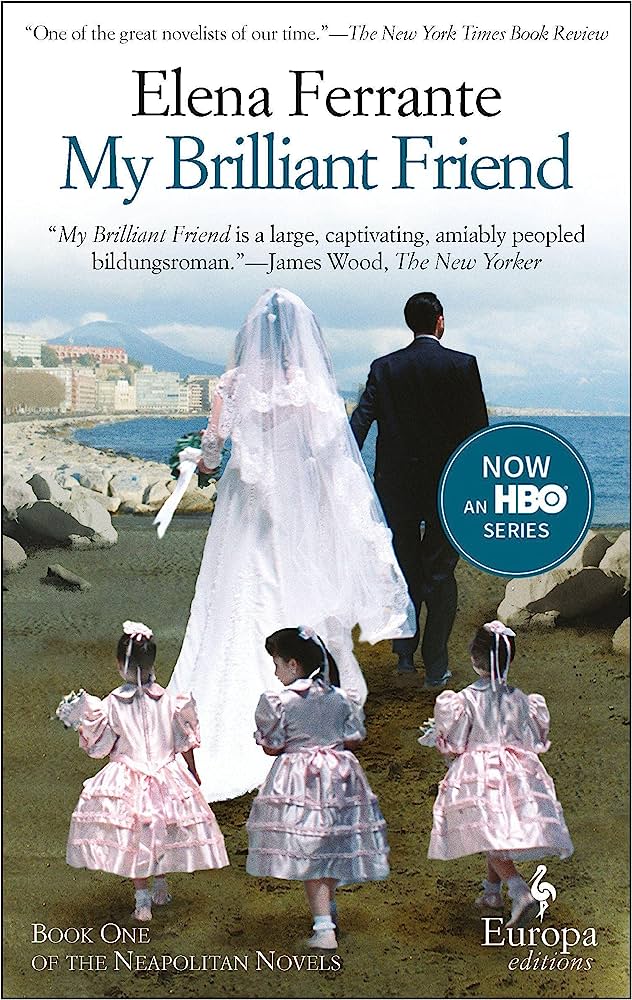 “One of the great novelists of our time.”—The New York Times Book Review
Elena Ferrante
My Brilliant Friend
“My Brilliant Friend is a large, captivating, amiably peopled
bildungsroman.”—James Wood, The New Yorker
NOW
AN HBO®
SERIES
BOOK ONE
OF THE NEAPOLITAN NOVELS
Europa
editions